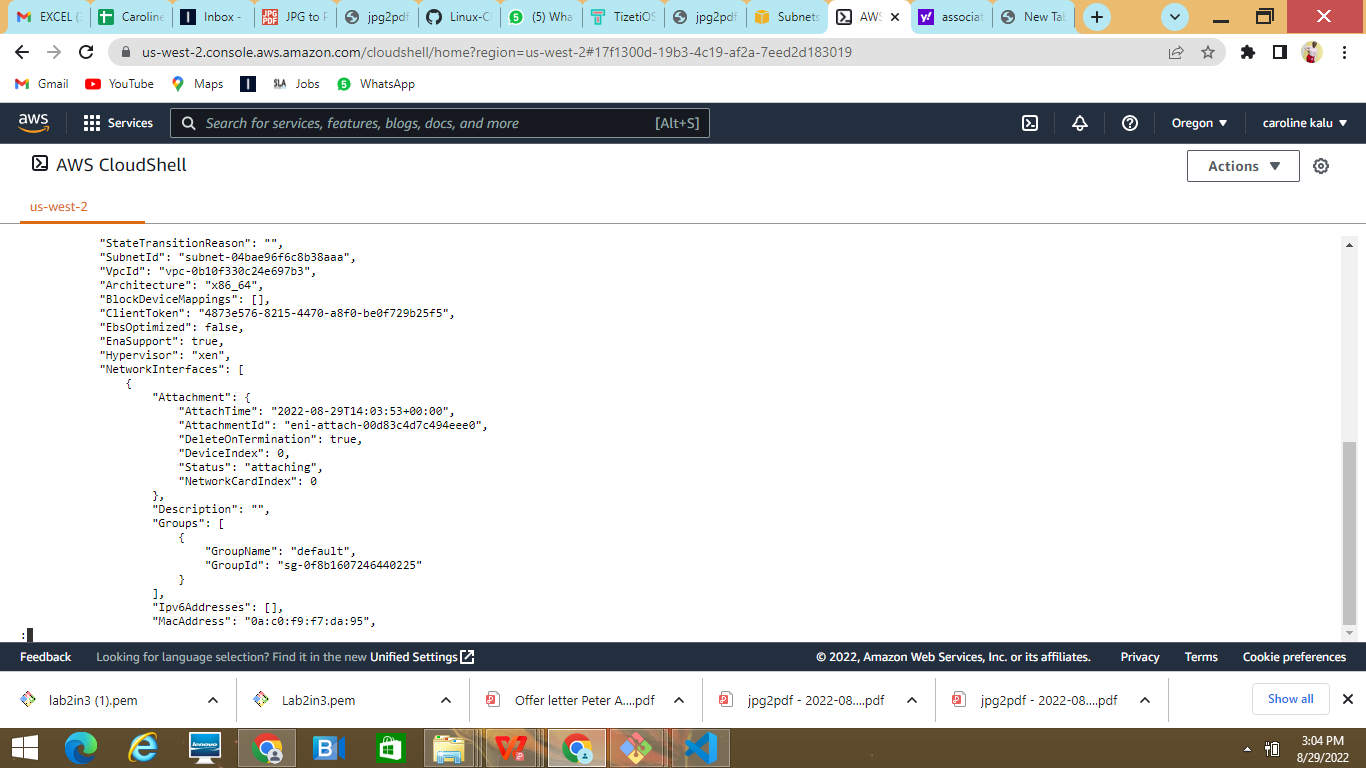 EXCEL (
Caroline
Inbox -
JPG to P
jpg2pdf
Linux-Cl
(5) Wha
TizetiOS
jpg2pdf
Subnets
AWS
associat
New Tab
us-west-2.console.aws.amazon.com/cloudshell/home?region=us-west-2#17f1300d-19b3-4c19-af2a-7eed2d183019
Gmail YouTube Maps SLA Jobs 5 WhatsApp
aws Services Search for services, features, blogs, docs, and more [Alt+S] Oregon caroline kalu
AWS CloudShell Actions
us-west-2
"StateTransitionReason": "",
"SubnetId": "subnet-04bae96f6c8b38aaa",
"VpcId": "vpc-0b10f330c24e697b3",
"Architecture": "x86_64",
"BlockDeviceMappings": [],
"ClientToken": "4873e576-8215-4470-a8f0-be0f729b25f5",
"EbsOptimized": false,
"EnaSupport": true,
"Hypervisor": "xen",
"NetworkInterfaces": [
{
"Attachment": {
"AttachTime": "2022-08-29T14:03:53+00:00",
"AttachmentId": "eni-attach-00d83c4d7c494eee0",
"DeleteOnTermination": true,
"DeviceIndex": 0,
"Status": "attaching",
"NetworkCardIndex": 0
},
"Description": "",
"Groups": [
{
"GroupName": "default",
"GroupId": "sg-0f8b1607246440225"
}
],
"Ipv6Addresses": [],
"MacAddress": "0a:c0:f9:f7:da:95",
:
Feedback Looking for language selection? Find it in the new Unified Settings © 2022, Amazon Web Services, Inc. or its affiliates. Privacy Terms Cookie preferences
lab2in3 (1).pem Lab2in3.pem Offer letter Peter A....pdf jpg2pdf - 2022-08....pdf jpg2pdf - 2022-08....pdf Show all
3:04 PM
8/29/2022